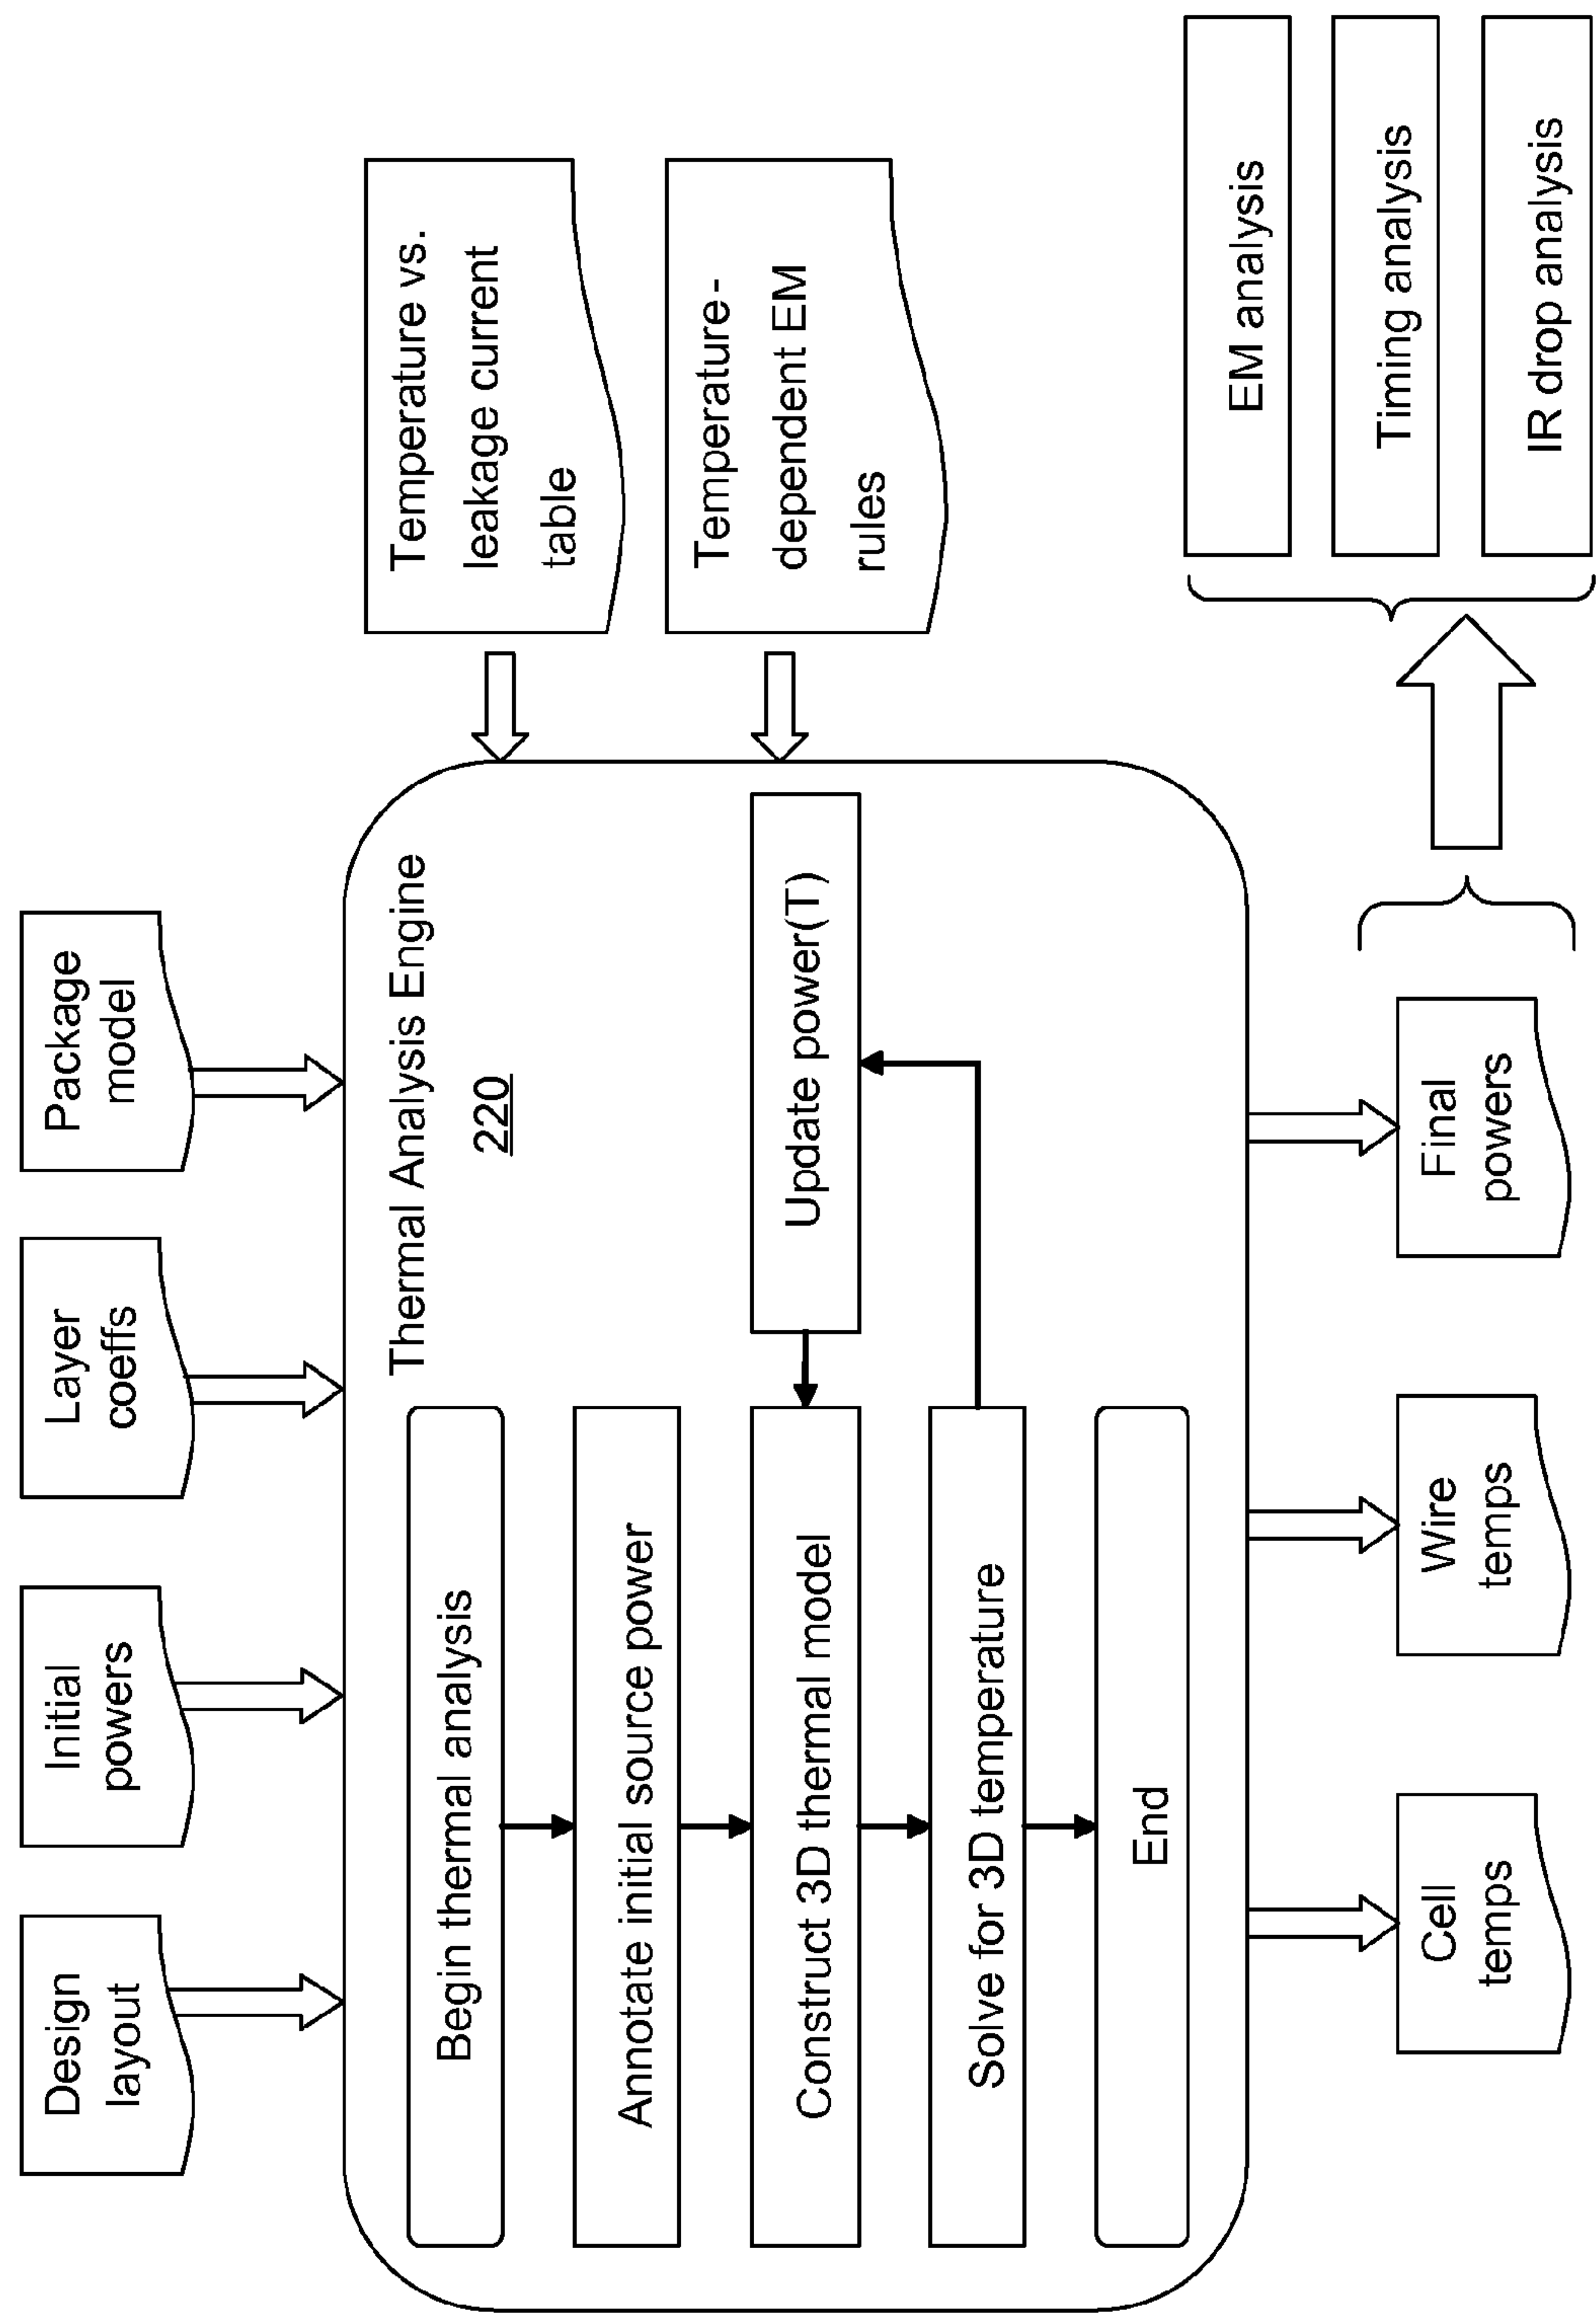 Design
layout
Initial
powers
Layer
coeffs
Package
model
Thermal Analysis Engine
220
Begin thermal analysis
Annotate initial source power
Construct 3D thermal model
Update power(T)
Solve for 3D temperature
End
Temperature vs.
leakage current
table
Temperature-
dependent EM
rules
Cell
temps
Wire
temps
Final
powers
EM analysis
Timing analysis
IR drop analysis